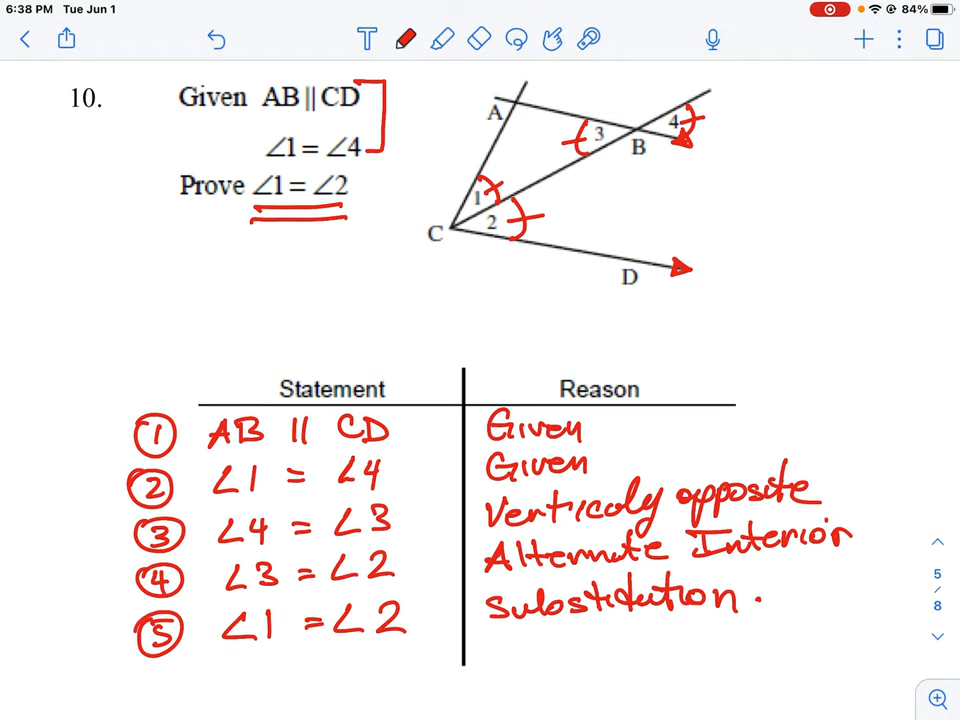 6:38 PM Tue Jun 1
84%
T
10. Given AB || CD
∠1 = ∠4
Prove ∠1 = ∠2
A
3
4
B
1
2
C
D
Statement Reason
① AB || CD Given
② ∠1 = ∠4 Given
③ ∠4 = ∠3 Verticaly opposite
④ ∠3 = ∠2 Alternate Interior
⑤ ∠1 = ∠2 Substitution.
5
/
8